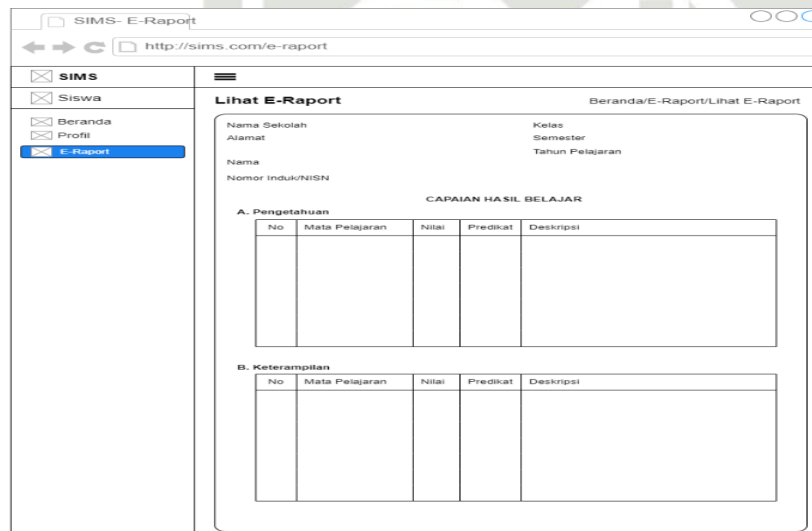 SIMS- E-Raport
http://sims.com/e-raport
SIMS
Siswa
Beranda
Profil
E-Raport
Lihat E-Raport
Beranda/E-Raport/Lihat E-Raport
Nama Sekolah
Kelas
Alamat
Semester
Tahun Pelajaran
Nama
Nomor Induk/NISN
CAPAIAN HASIL BELAJAR
A. Pengetahuan
No Mata Pelajaran Nilai Predikat Deskripsi
B. Keterampilan
No Mata Pelajaran Nilai Predikat Deskripsi